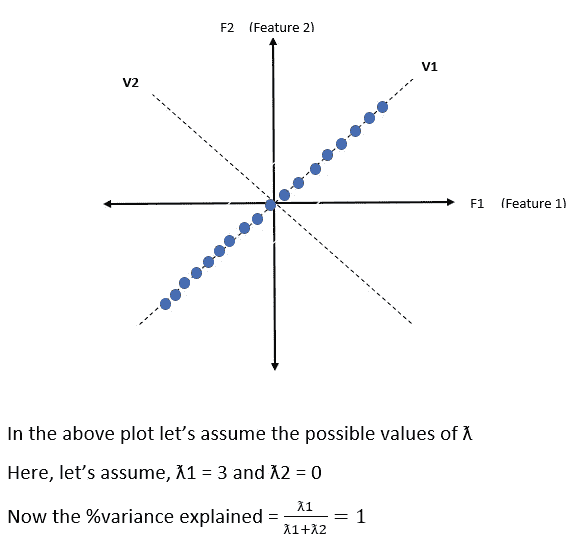 F2 (Feature 2)
V1
V2
F1 (Feature 1)
In the above plot let’s assume the possible values of ƛ
Here, let’s assume, ƛ1 = 3 and ƛ2 = 0
Now the %variance explained = ƛ1/(ƛ1+ƛ2) = 1